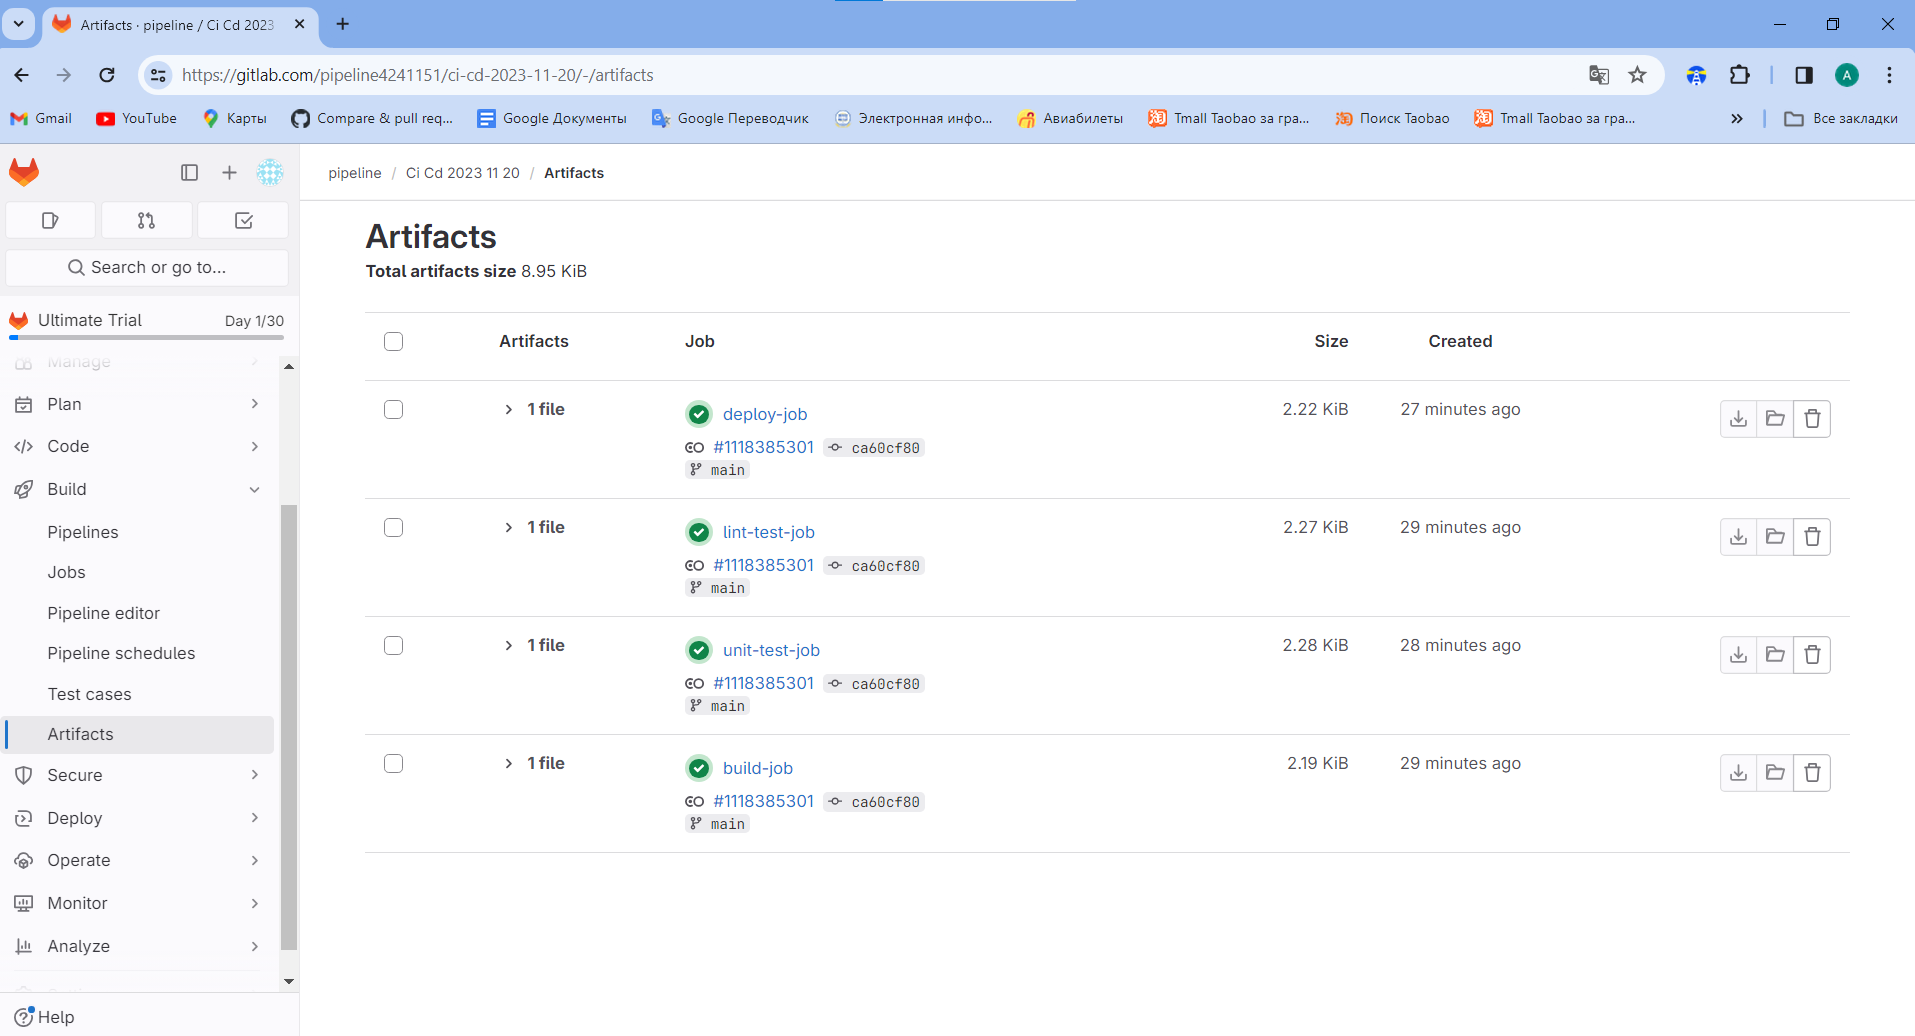 Artifacts · pipeline / Ci Cd 2023
https://gitlab.com/pipeline4241151/ci-cd-2023-11-20/-/artifacts
A
Gmail YouTube Карты Compare & pull req... Google Документы Google Переводчик Электронная инфо... Авиабилеты Tmall Taobao за гра... Поиск Taobao Tmall Taobao за гра... » Все закладки
pipeline / Ci Cd 2023 11 20 / Artifacts
Search or go to...
Ultimate Trial Day 1/30
Manage
Plan
Code
Build
Pipelines
Jobs
Pipeline editor
Pipeline schedules
Test cases
Artifacts
Secure
Deploy
Operate
Monitor
Analyze
Help
Artifacts
Total artifacts size 8.95 KiB
Artifacts Job Size Created
1 file deploy-job 2.22 KiB 27 minutes ago
#1118385301 ca60cf80
main
1 file lint-test-job 2.27 KiB 29 minutes ago
#1118385301 ca60cf80
main
1 file unit-test-job 2.28 KiB 28 minutes ago
#1118385301 ca60cf80
main
1 file build-job 2.19 KiB 29 minutes ago
#1118385301 ca60cf80
main